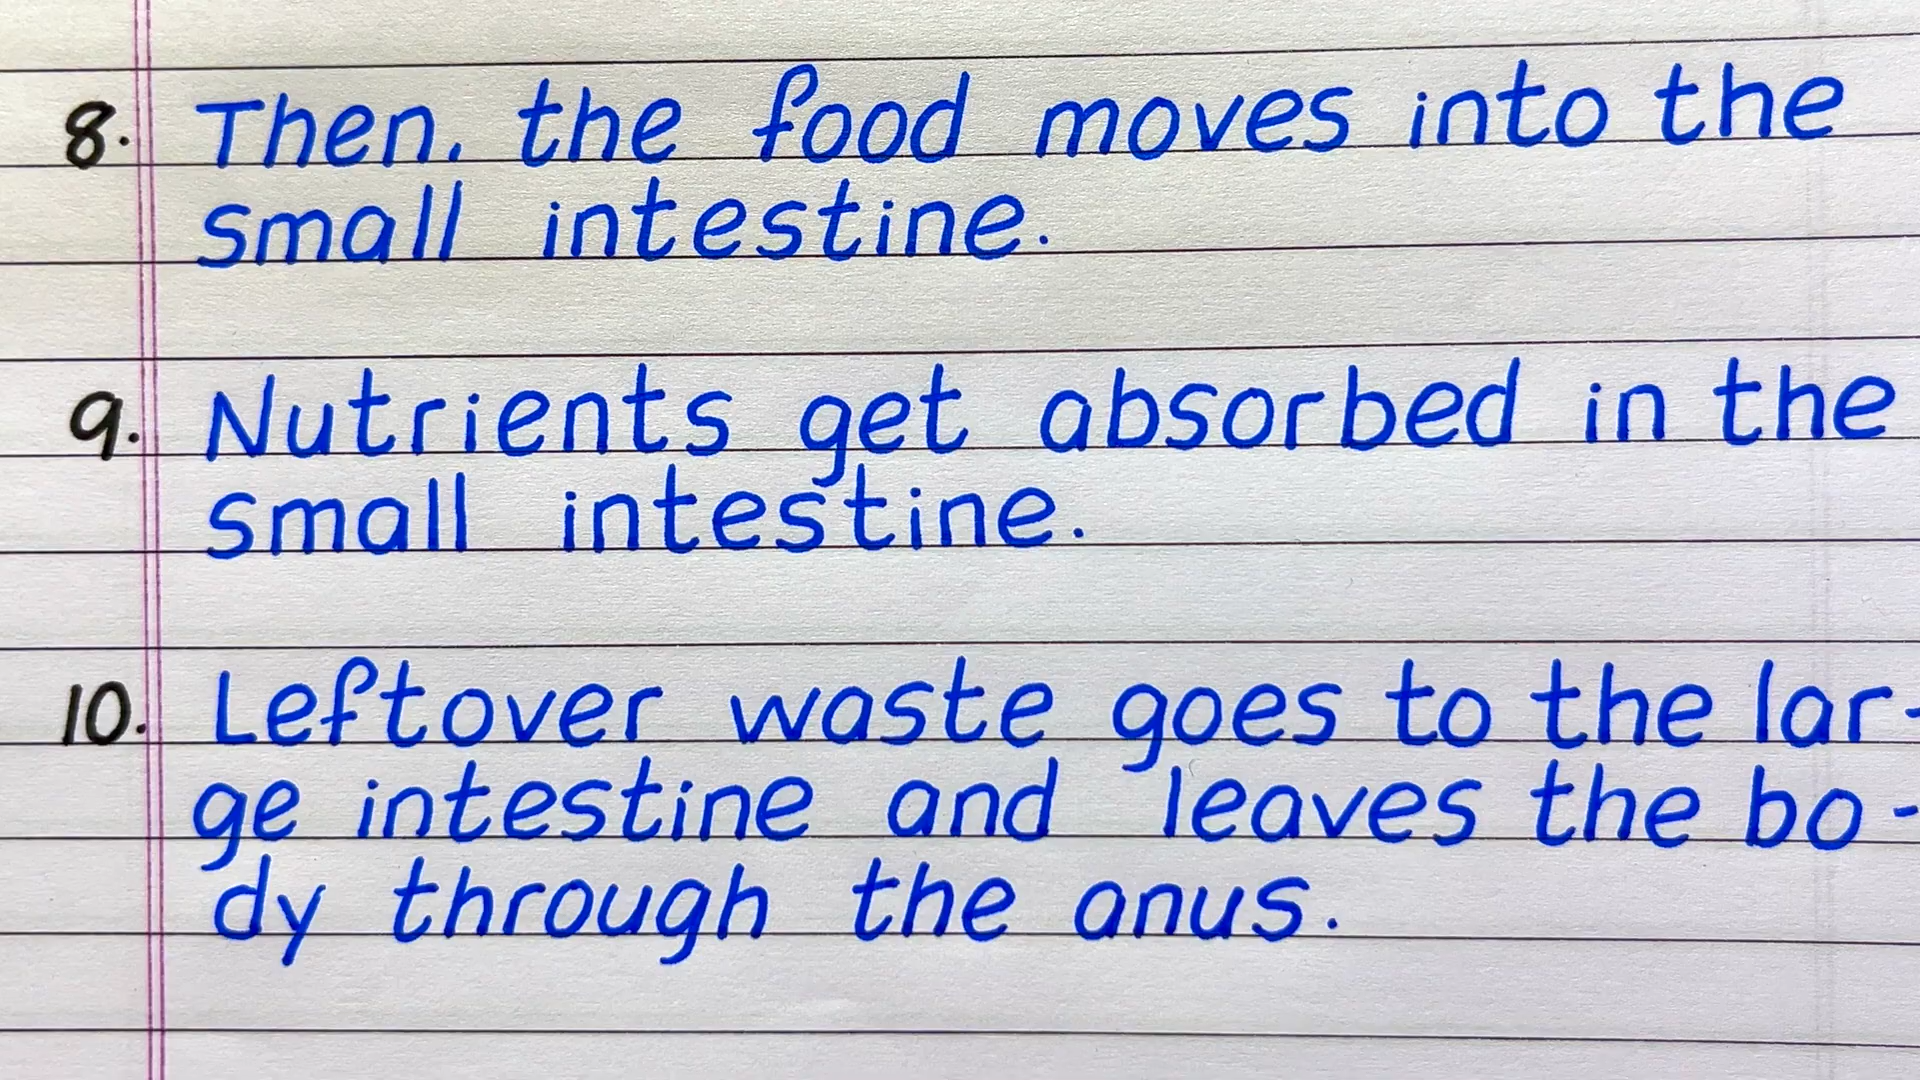 8. Then, the food moves into the
small intestine.
9. Nutrients get absorbed in the
small intestine.
10. Leftover waste goes to the lar-
ge intestine and leaves the bo-
dy through the anus.